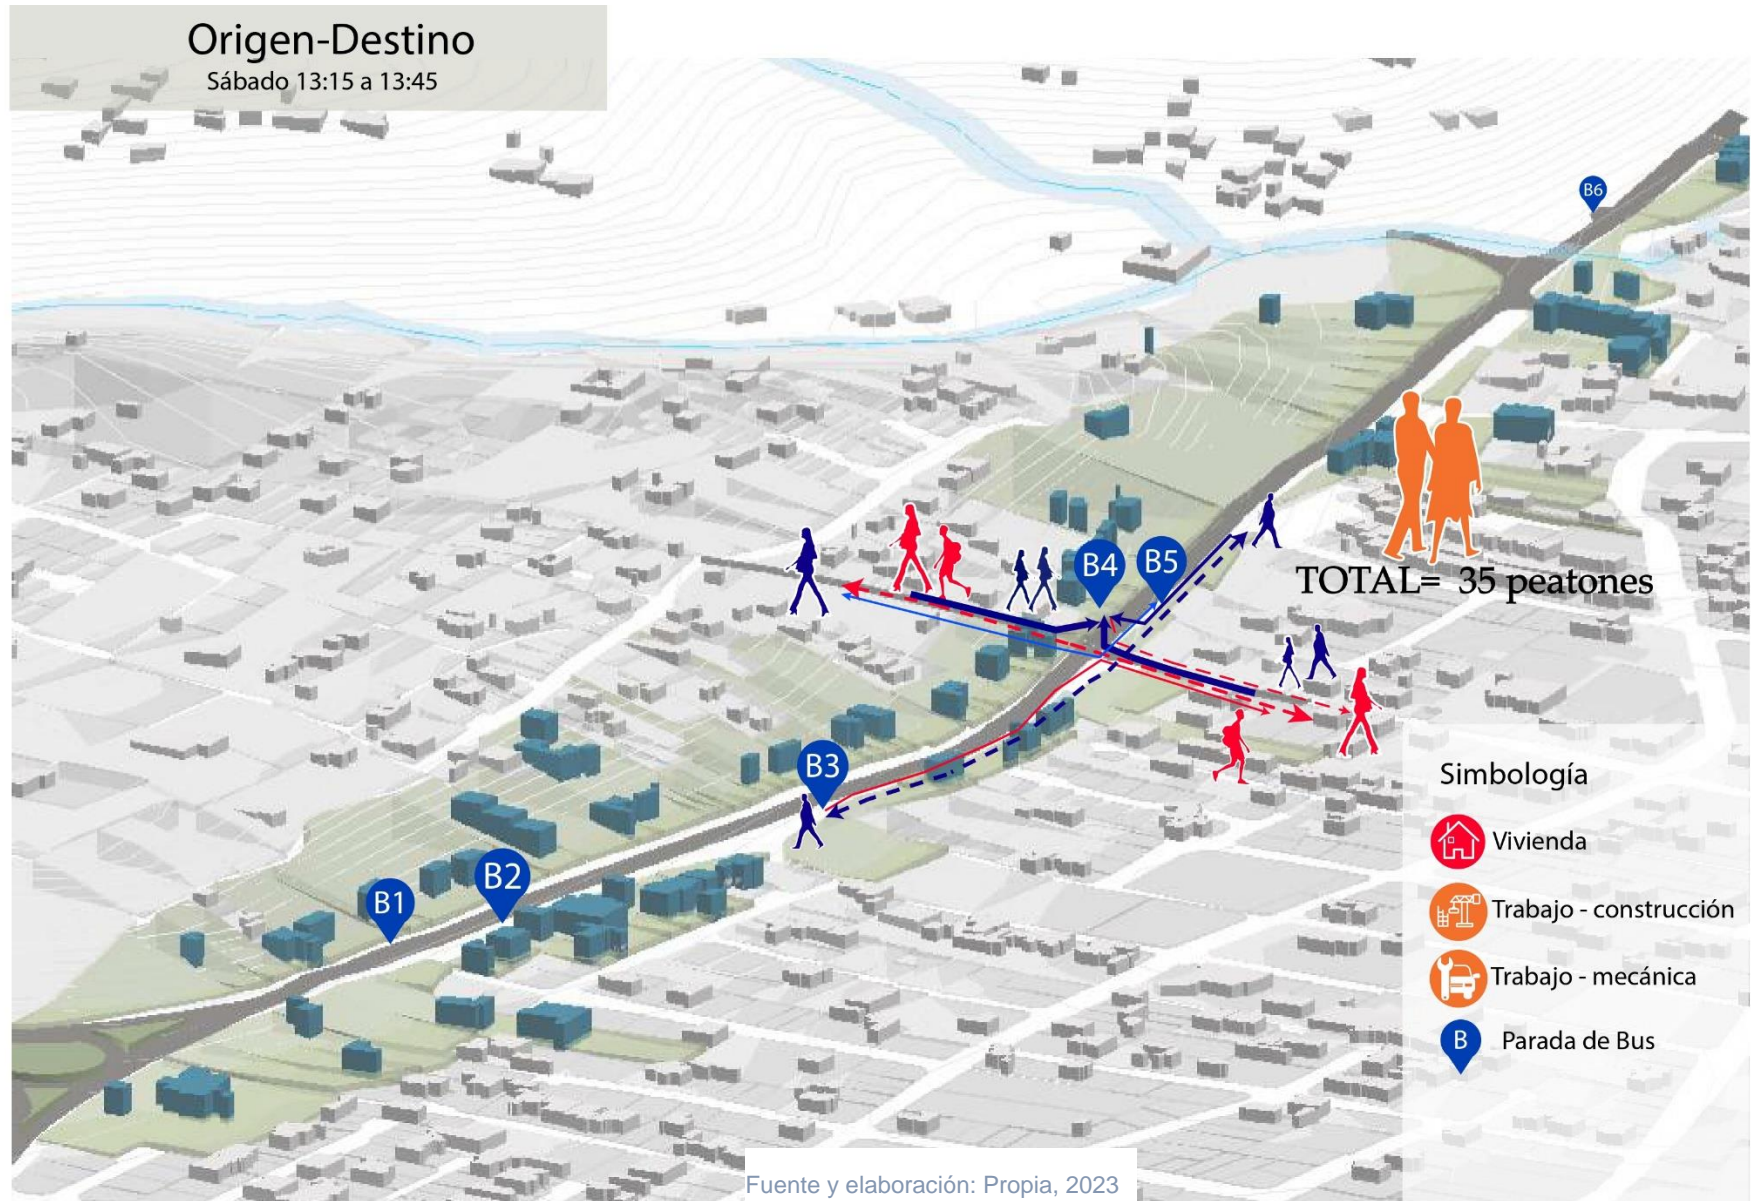 Origen-Destino
Sábado 13:15 a 13:45
B6
B4
B5
TOTAL= 35 peatones
B3
B2
B1
Simbología
Vivienda
Trabajo - construcción
Trabajo - mecánica
B
Parada de Bus
Fuente y elaboración: Propia, 2023